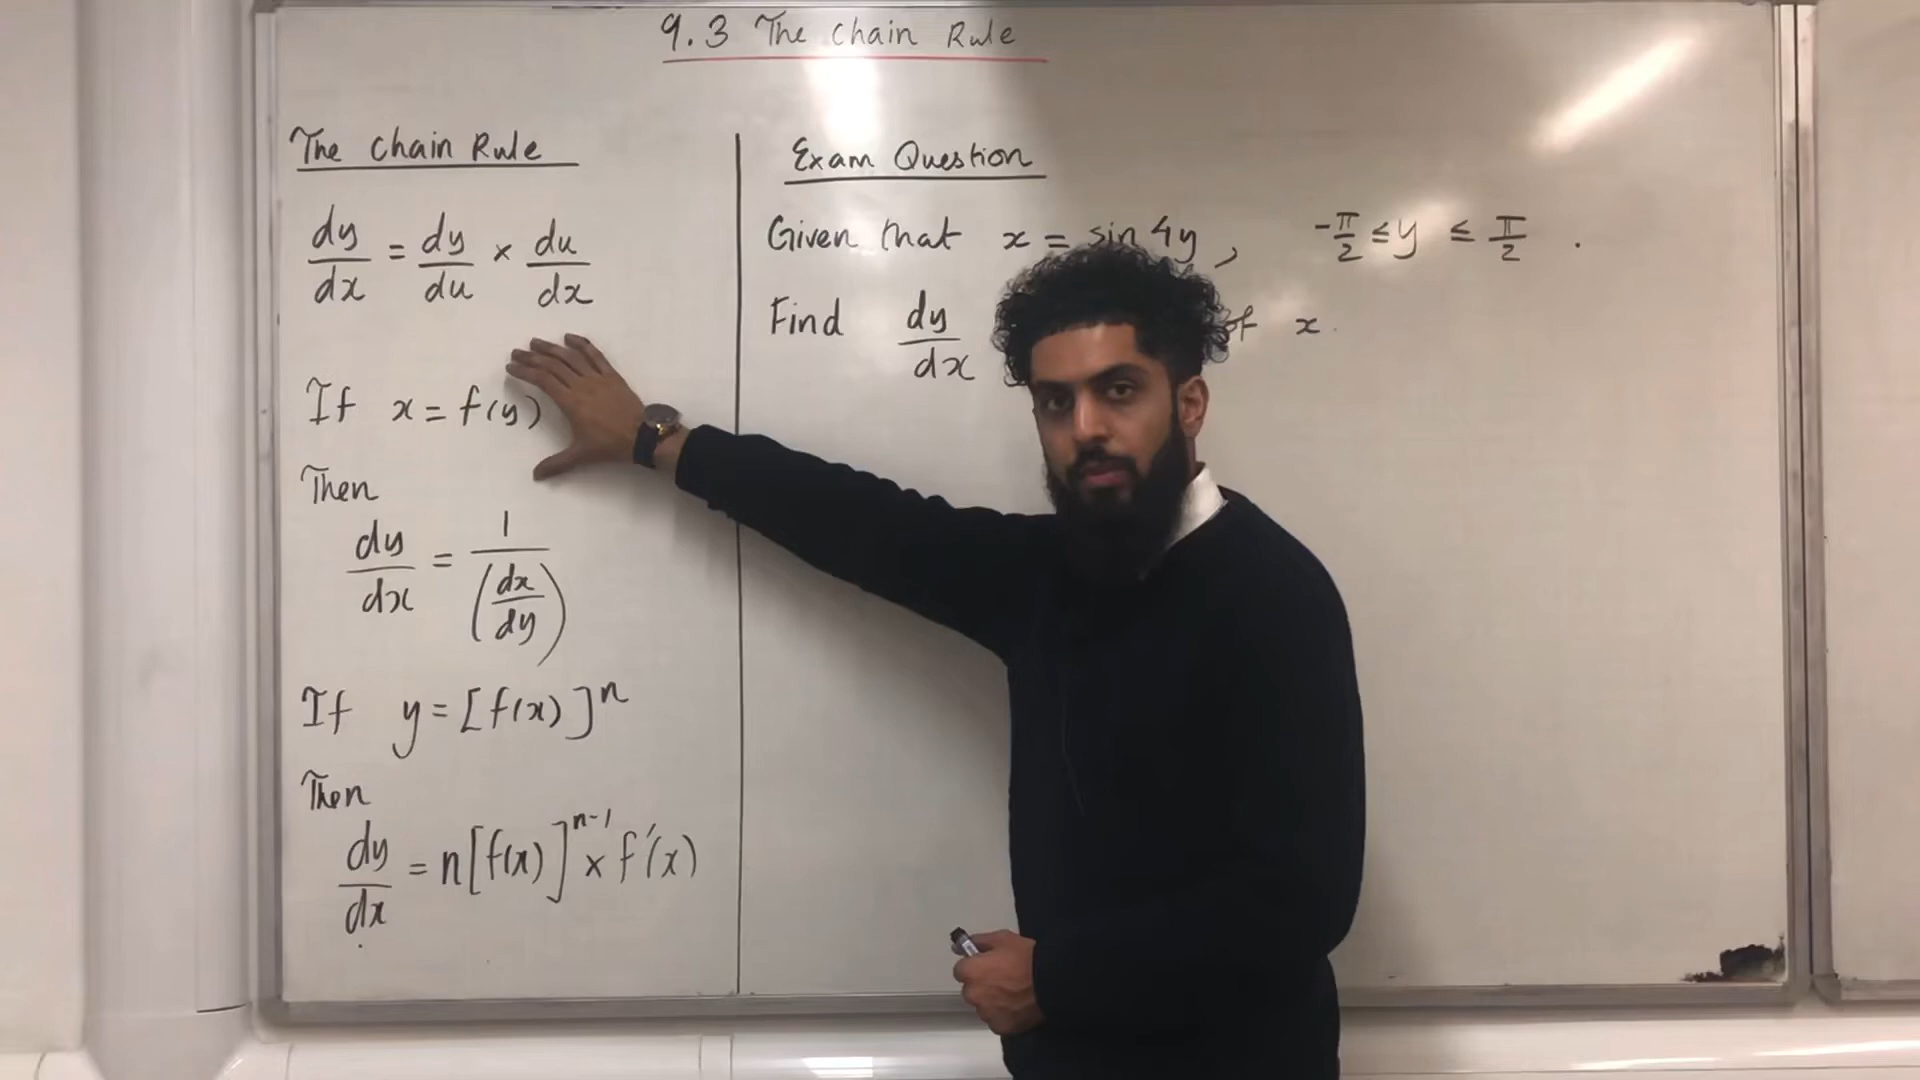 9.3 The Chain Rule
The Chain Rule
dy/dx = dy/du × du/dx
If x = f(y)
Then
dy/dx = 1/(dx/dy)
If y = [f(x)]^n
Then
dy/dx = n[f(x)]^(n-1) × f'(x)
Exam Question
Given that x = sin 4y, -π/2 ≤ y ≤ π/2.
Find dy/dx of x.